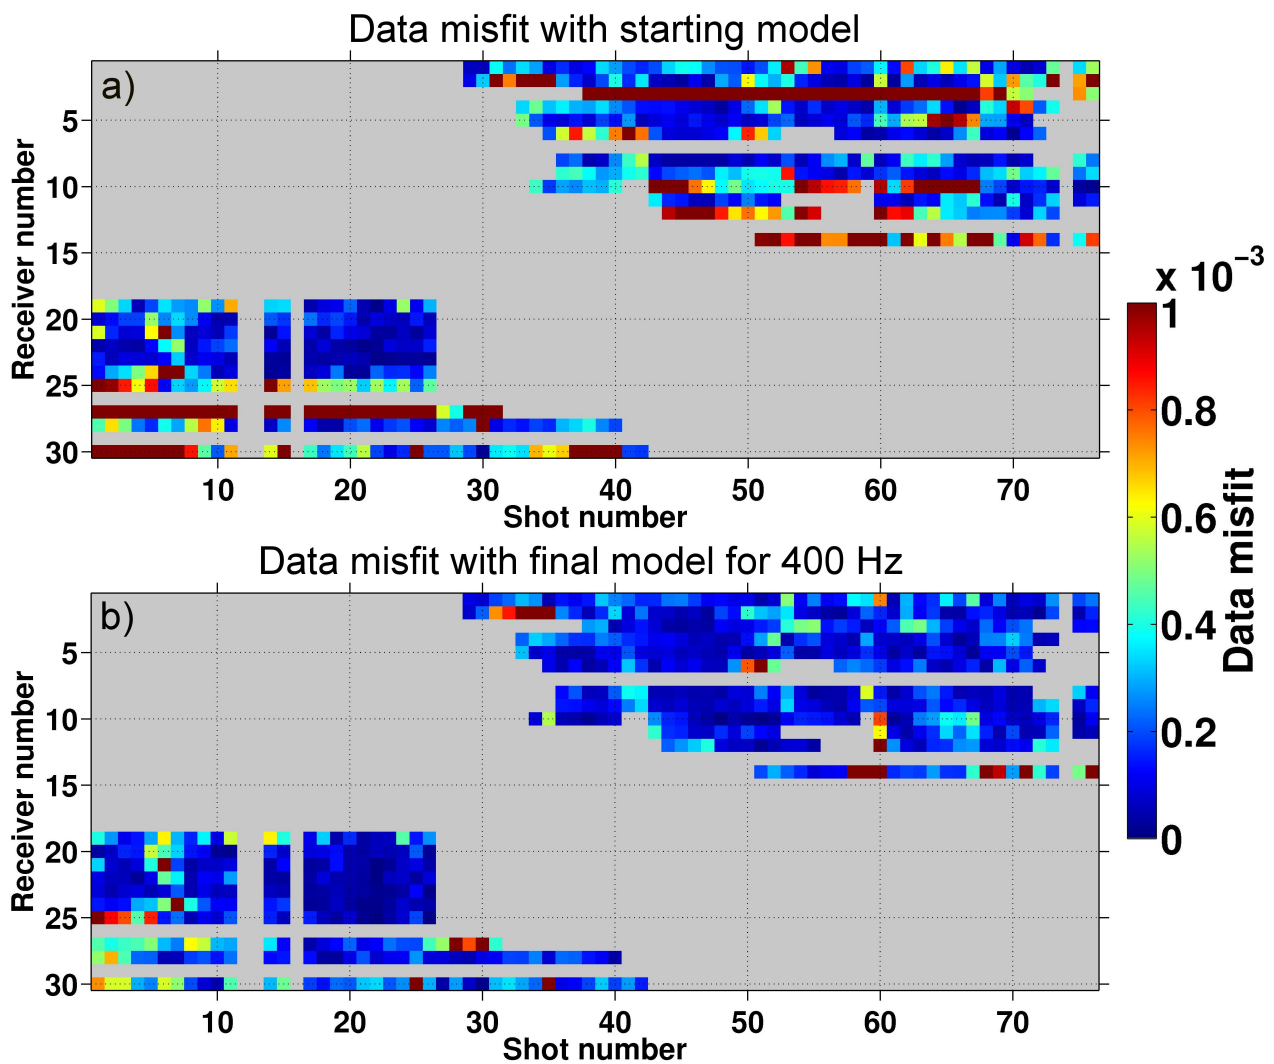 Data misfit with starting model
a)
5
10
15
20
25
30
Receiver number
10 20 30 40 50 60 70
Shot number
x 10⁻³
1
0.8
0.6
0.4
0.2
0
Data misfit
Data misfit with final model for 400 Hz
b)
5
10
15
20
25
30
Receiver number
10 20 30 40 50 60 70
Shot number